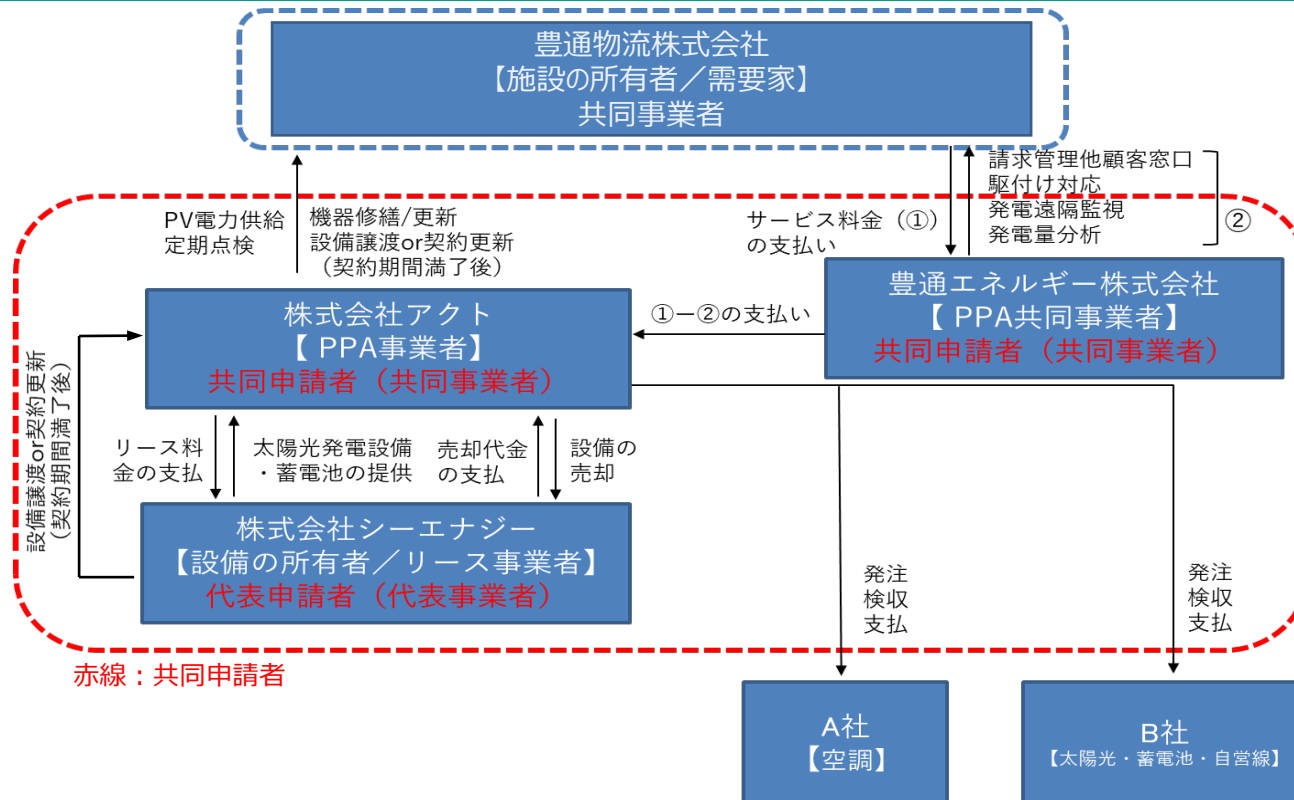 豊通物流株式会社
【施設の所有者／需要家】
共同事業者
PV電力供給
定期点検
機器修繕/更新
設備譲渡or契約更新
（契約期間満了後）
サービス料金（①）
の支払い
請求管理他顧客窓口
駆付け対応
発電遠隔監視
発電量分析
②
株式会社アクト
【 PPA事業者】
共同申請者（共同事業者）
①ー②の支払い
豊通エネルギー株式会社
【 PPA共同事業者】
共同申請者（共同事業者）
設備譲渡or契約更新
（契約期間満了後）
リース料
金の支払
太陽光発電設備
・蓄電池の提供
売却代金
の支払
設備の
売却
株式会社シーエナジー
【設備の所有者／リース事業者】
代表申請者（代表事業者）
発注
検収
支払
発注
検収
支払
赤線：共同申請者
A社
【空調】
B社
【太陽光・蓄電池・自営線】